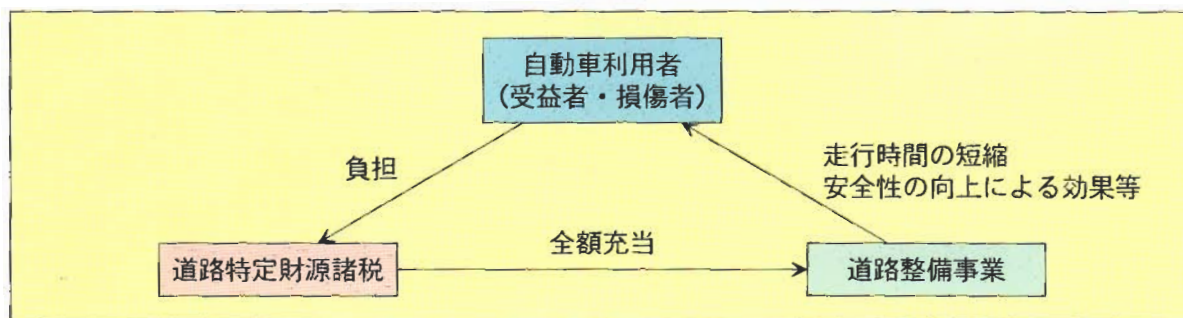 自動車利用者
(受益者・損傷者)
負担
走行時間の短縮
安全性の向上による効果等
全額充当
道路特定財源諸税
道路整備事業